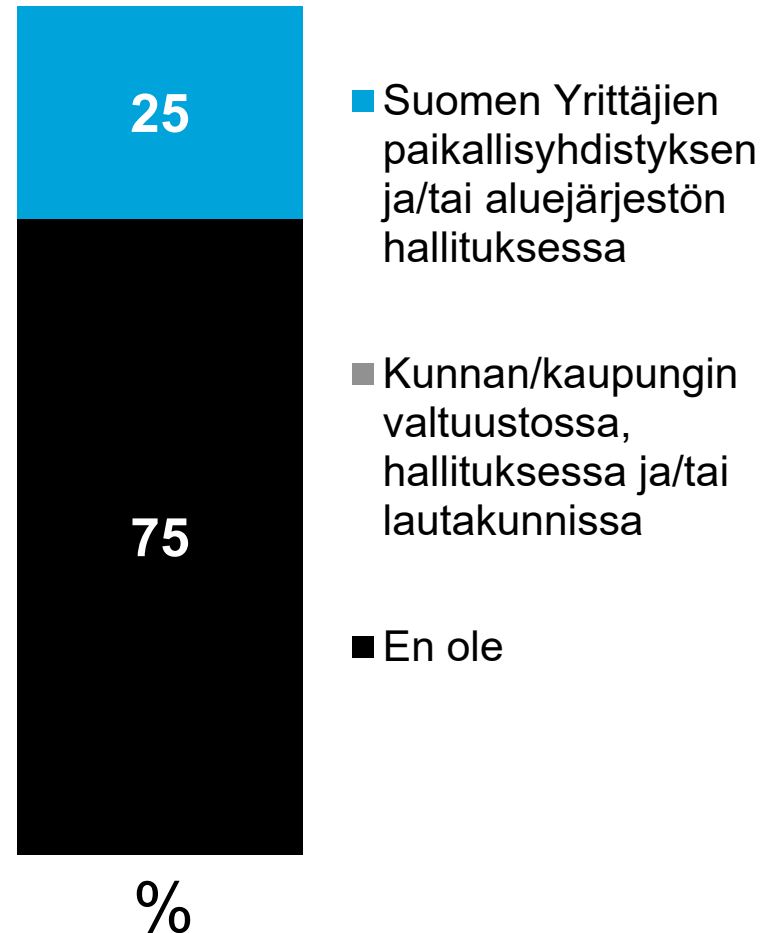 25
75
%
Suomen Yrittäjien
paikallisyhdistyksen
ja/tai aluejärjestön
hallituksessa
Kunnan/kaupungin
valtuustossa,
hallituksessa ja/tai
lautakunnissa
En ole